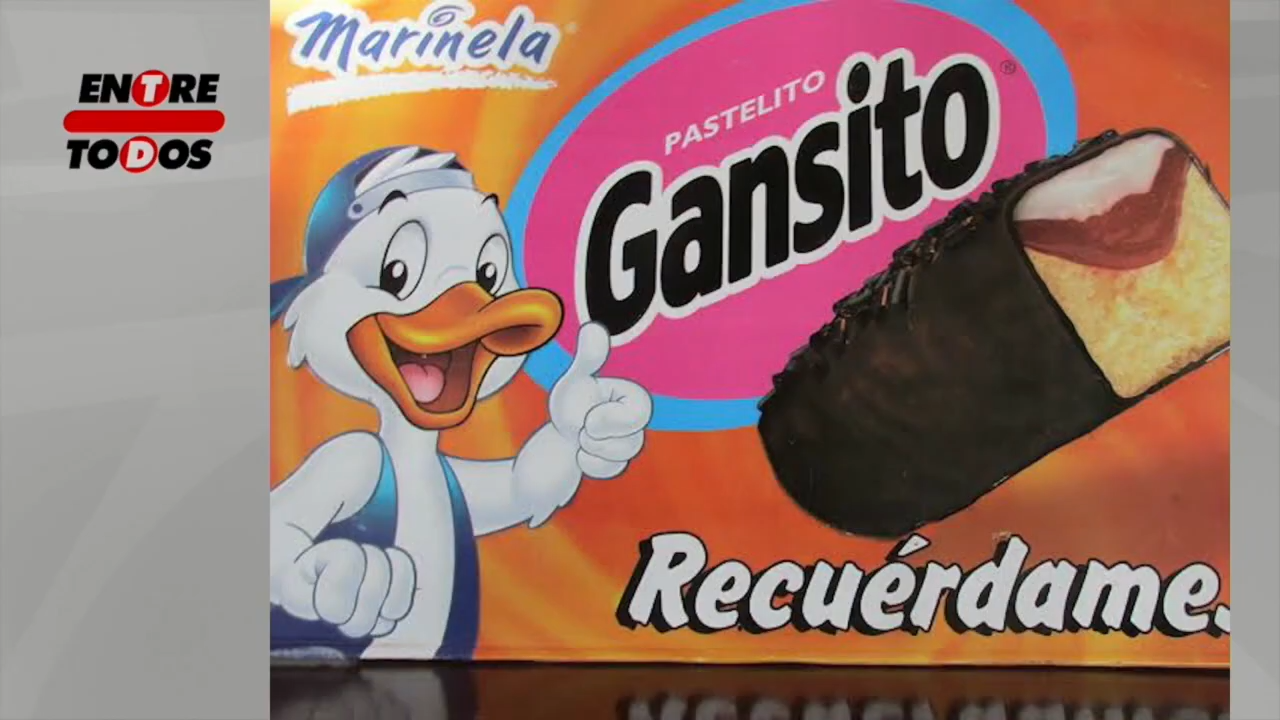 ENTRE
TODOS
Marinela
PASTELITO
Gansito®
Recuérdame.